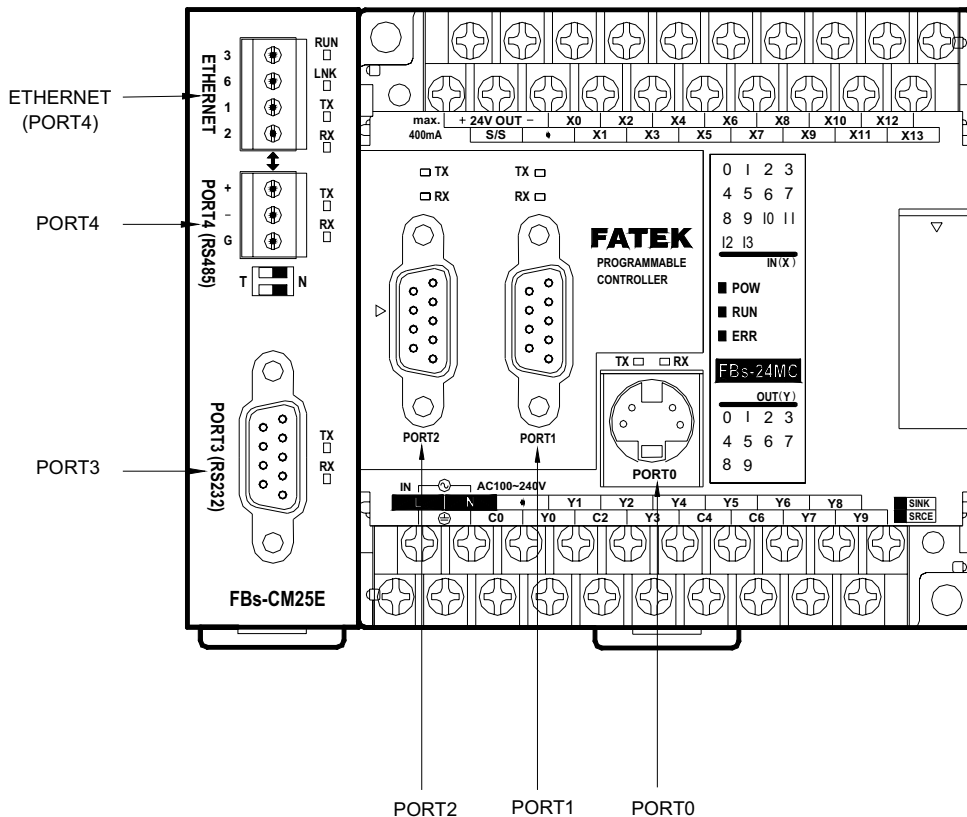 ETHERNET
(PORT4)
PORT4
PORT3
ETHERNET
3
6
1
2
RUN
LNK
TX
RX
PORT4 (RS485)
+
−
G
TX
RX
T
N
PORT3 (RS232)
TX
RX
FBs-CM25E
max. + 24V OUT − X0 X2 X4 X6 X8 X10 X12
400mA S/S X1 X3 X5 X7 X9 X11 X13
TX
RX
TX
RX
FATEK
PROGRAMMABLE
CONTROLLER
PORT2
PORT1
TX RX
PORT0
0 1 2 3
4 5 6 7
8 9 10 11
12 13
IN(X)
POW
RUN
ERR
FBs-24MC
OUT(Y)
0 1 2 3
4 5 6 7
8 9
IN AC100~240V
L N Y1 Y2 Y4 Y5 Y6 Y8
C0 Y0 C2 Y3 C4 C6 Y7 Y9
SINK
SRCE
PORT2
PORT1
PORT0